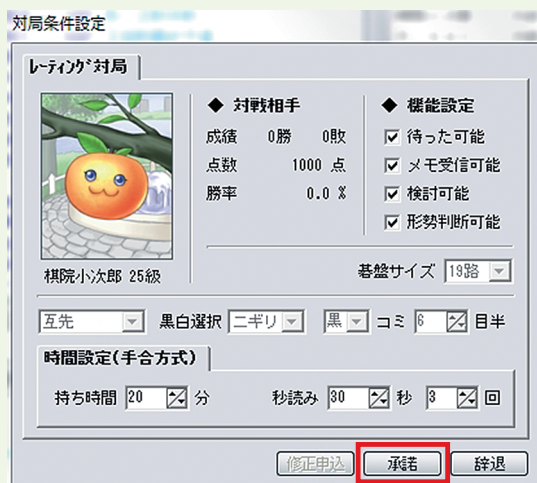 対局条件設定
レーティング対局
◆ 対戦相手
成績 0勝 0敗
点数 1000 点
勝率 0.0 %
◆ 機能設定
待った可能
メモ受信可能
検討可能
形勢判断可能
棋院小次郎 25級
碁盤サイズ 19路
互先 黒白選択 ニギリ 黒 コミ 6 目半
時間設定(手合方式)
持ち時間 20 分 秒読み 30 秒 3 回
修正申込 承諾 辞退